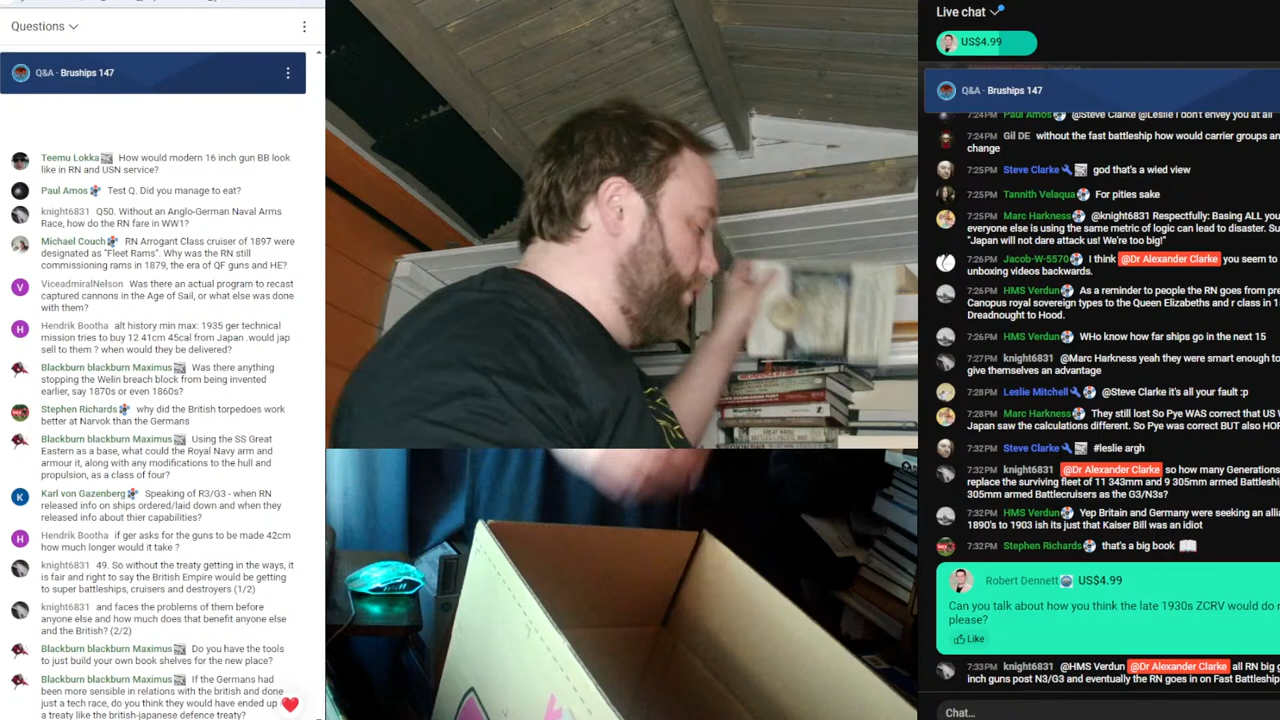 Questions
Q&A · Bruships 147
Teemu Lokka How would modern 16 inch gun BB look
like in RN and USN service?
Paul Amos Test Q. Did you manage to eat?
knight6831 Q50. Without an Anglo-German Naval Arms
Race, how do the RN fare in WW1?
Michael Couch RN Arrogant Class cruiser of 1897 were
designated as "Fleet Rams". Why was the RN still
commissioning rams in 1879, the era of QF guns and HE?
ViceadmiralNelson Was there an actual program to recast
captured cannons in the Age of Sail, or what else was done
with them?
Hendrik Bootha alt history min max: 1935 ger technical
mission tries to buy 12 41cm 45cal from Japan .would jap
sell to them ? when would they be delivered?
Blackburn blackburn Maximus Was there anything
stopping the Welin breach block from being invented
earlier, say 1870s or even 1860s?
Stephen Richards why did the British torpedoes work
better at Narvok than the Germans
Blackburn blackburn Maximus Using the SS Great
Eastern as a base, what could the Royal Navy arm and
armour it, along with any modifications to the hull and
propulsion, as a class of four?
Karl von Gazenberg Speaking of R3/G3 - when RN
released info on ships ordered/laid down and when they
released information about thier capabilities?
Hendrik Bootha if ger asks for the guns to be made 42cm
how much longer would it take ?
knight6831 49. So without the treaty getting in the ways, it
is fair and right to say the British Empire would be getting
to super battleships, cruisers and destroyers (1/2)
knight6831 and faces the problems of them before
anyone else and how much does that benefit anyone else
and the British? (2/2)
Blackburn blackburn Maximus Do you have the tools
to just build your own book shelves for the new place?
Blackburn blackburn Maximus If the Germans had
been more sensible in relations with the british and done
just a tech race, do you think they would have ended up
a treaty like the british-japanese defence treaty?
Live chat
US$4.99
Q&A · Bruships 147
7:24PM Paul Amos @Steve Clarke @Leslie I don't envey you at all
7:24PM Gil DE without the fast battleship how would carrier groups an
change
7:25PM Steve Clarke god that's a wied view
7:25PM Tannith Velaqua For pities sake
7:25PM Marc Harkness @knight6831 Respectfully: Basing ALL you
everyone else is using the same metric of logic can lead to disaster. Su
"Japan will not dare attack us! We're too big!"
7:26PM Jacob-W-5570 I think @Dr Alexander Clarke you seem to
unboxing videos backwards.
7:26PM HMS Verdun As a reminder to people the RN goes from pre
Canopus royal sovereign types to the Queen Elizabeths and r class in 1
Dreadnought to Hood.
7:26PM HMS Verdun WHo know how far ships go in the next 15
7:27PM knight6831 @Marc Harkness yeah they were smart enough to
give themselves an advantage
7:28PM Leslie Mitchell @Steve Clarke it's all your fault :p
7:28PM Marc Harkness They still lost So Pye WAS correct that US
Japan saw the calculations different. So Pye was correct BUT also HOR
7:32PM Steve Clarke #leslie argh
7:32PM knight6831 @Dr Alexander Clarke so how many Generations
replace the surviving fleet of 11 343mm and 9 305mm armed Battleship
305mm armed Battlecruisers as the G3/N3s?
7:32PM HMS Verdun Yep Britain and Germany were seeking an allia
1890's to 1903 ish its just that Kaiser Bill was an idiot
7:32PM Stephen Richards that's a big book
Robert Dennett US$4.99
Can you talk about how you think the late 1930s ZCRV would do
please?
Like
7:33PM knight6831 @HMS Verdun @Dr Alexander Clarke all RN big g
inch guns post N3/G3 and eventually the RN goes in on Fast Battleship
Chat...